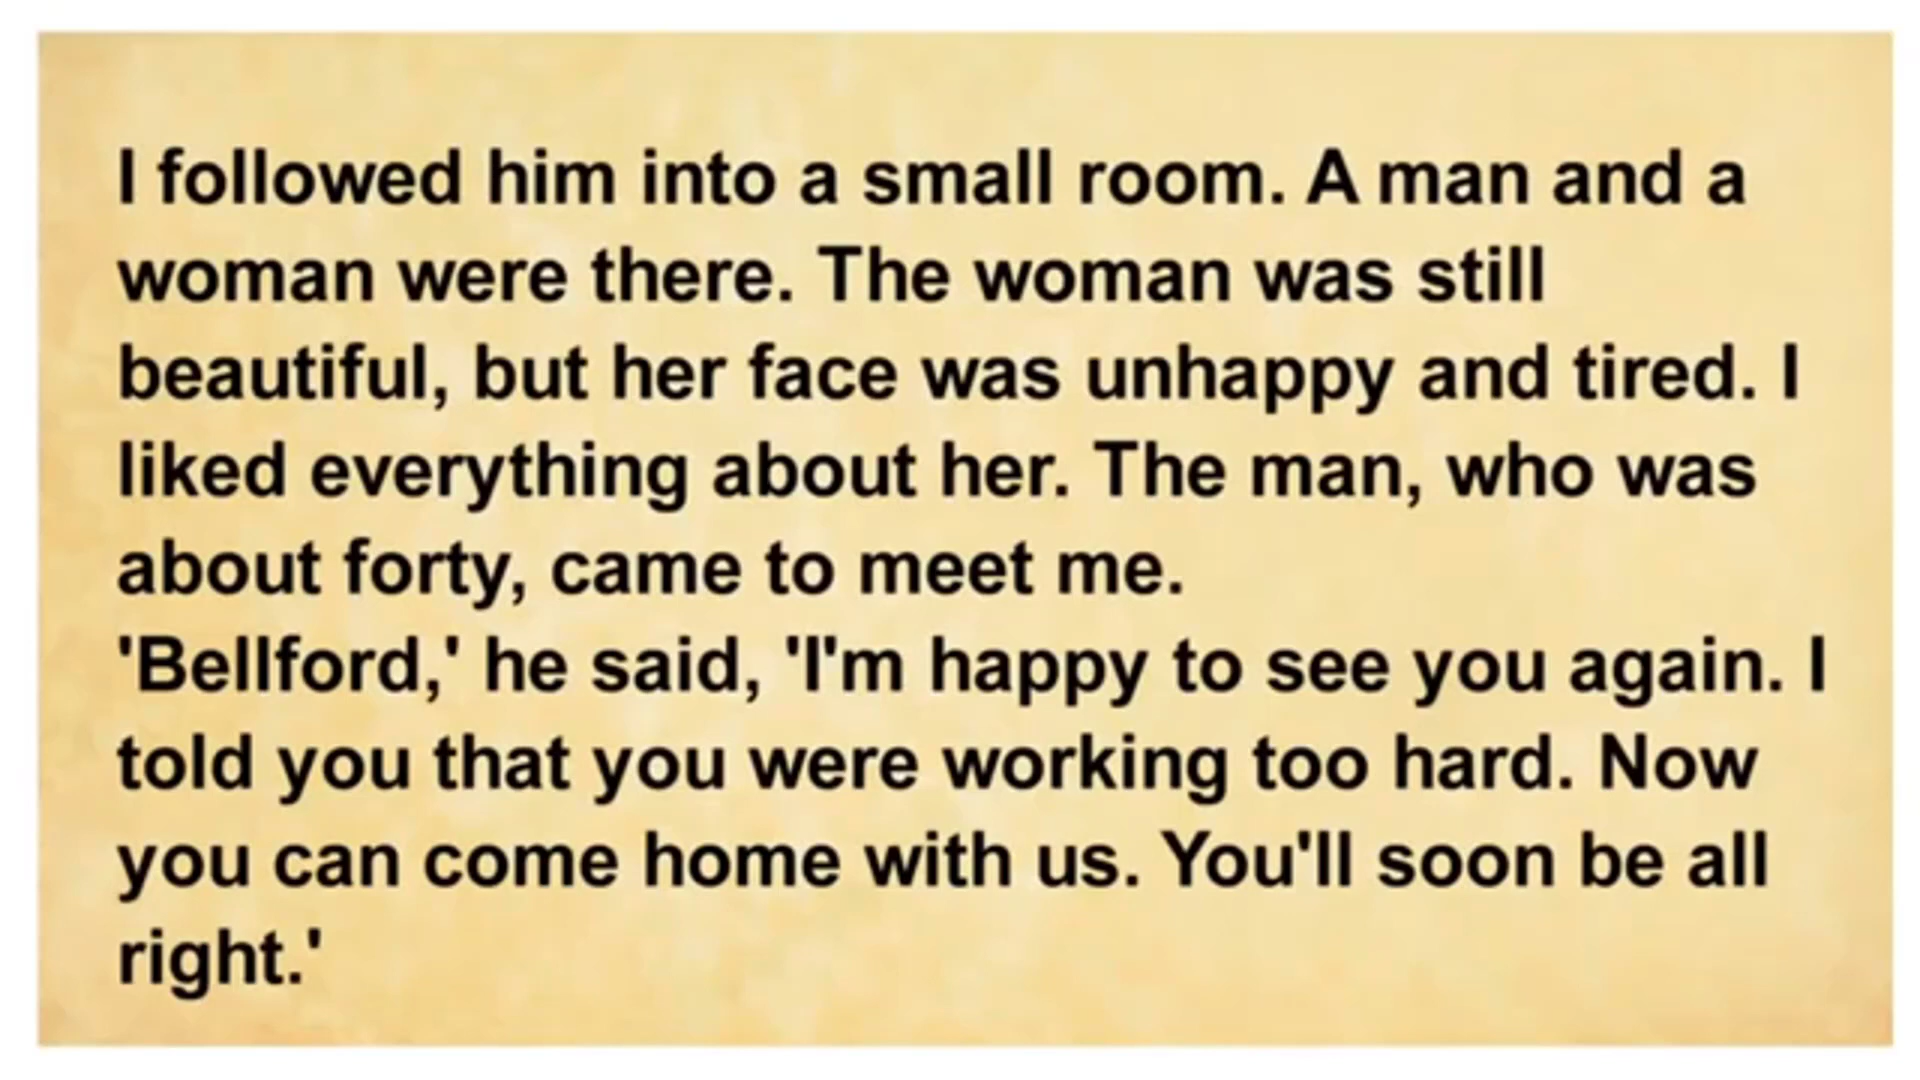 I followed him into a small room. A man and a
woman were there. The woman was still
beautiful, but her face was unhappy and tired. I
liked everything about her. The man, who was
about forty, came to meet me.
'Bellford,' he said, 'I'm happy to see you again. I
told you that you were working too hard. Now
you can come home with us. You'll soon be all
right.'